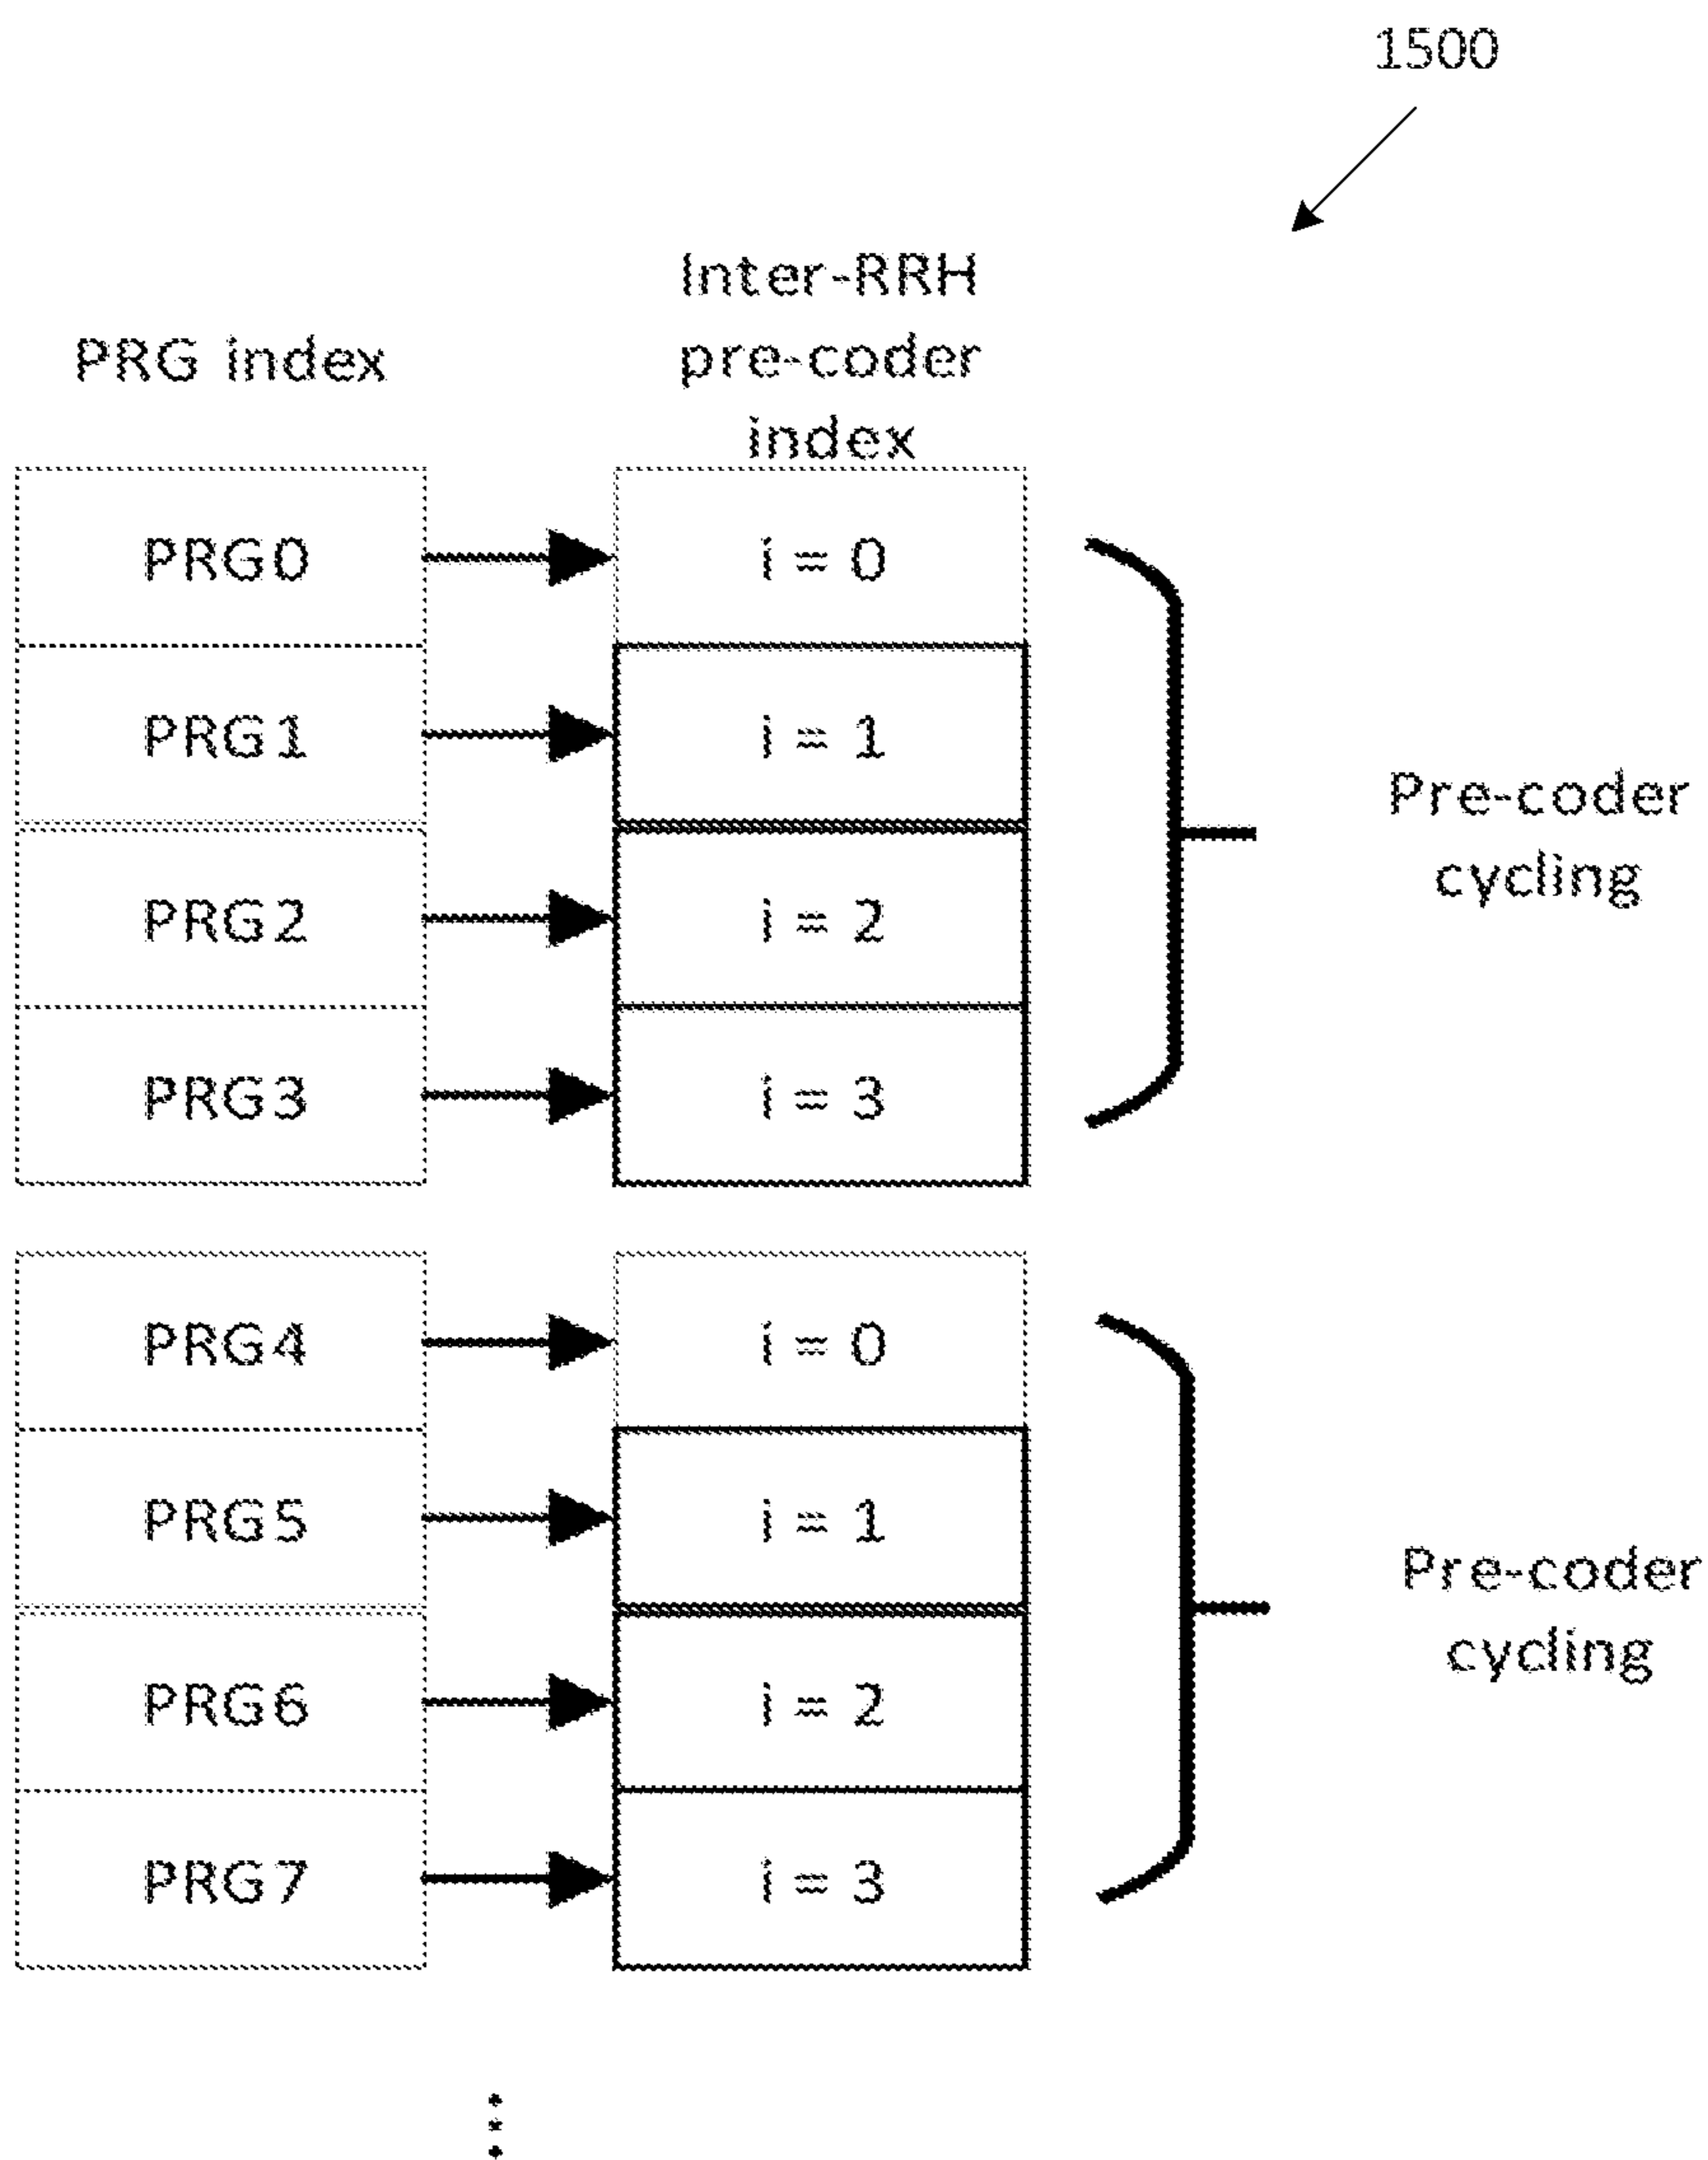 1500
PRG index
Inter-RRH
pre-coder
index
PRG0
i = 0
PRG1
i = 1
PRG2
i = 2
PRG3
i = 3
Pre-coder
cycling
PRG4
i = 0
PRG5
i = 1
PRG6
i = 2
PRG7
i = 3
Pre-coder
cycling